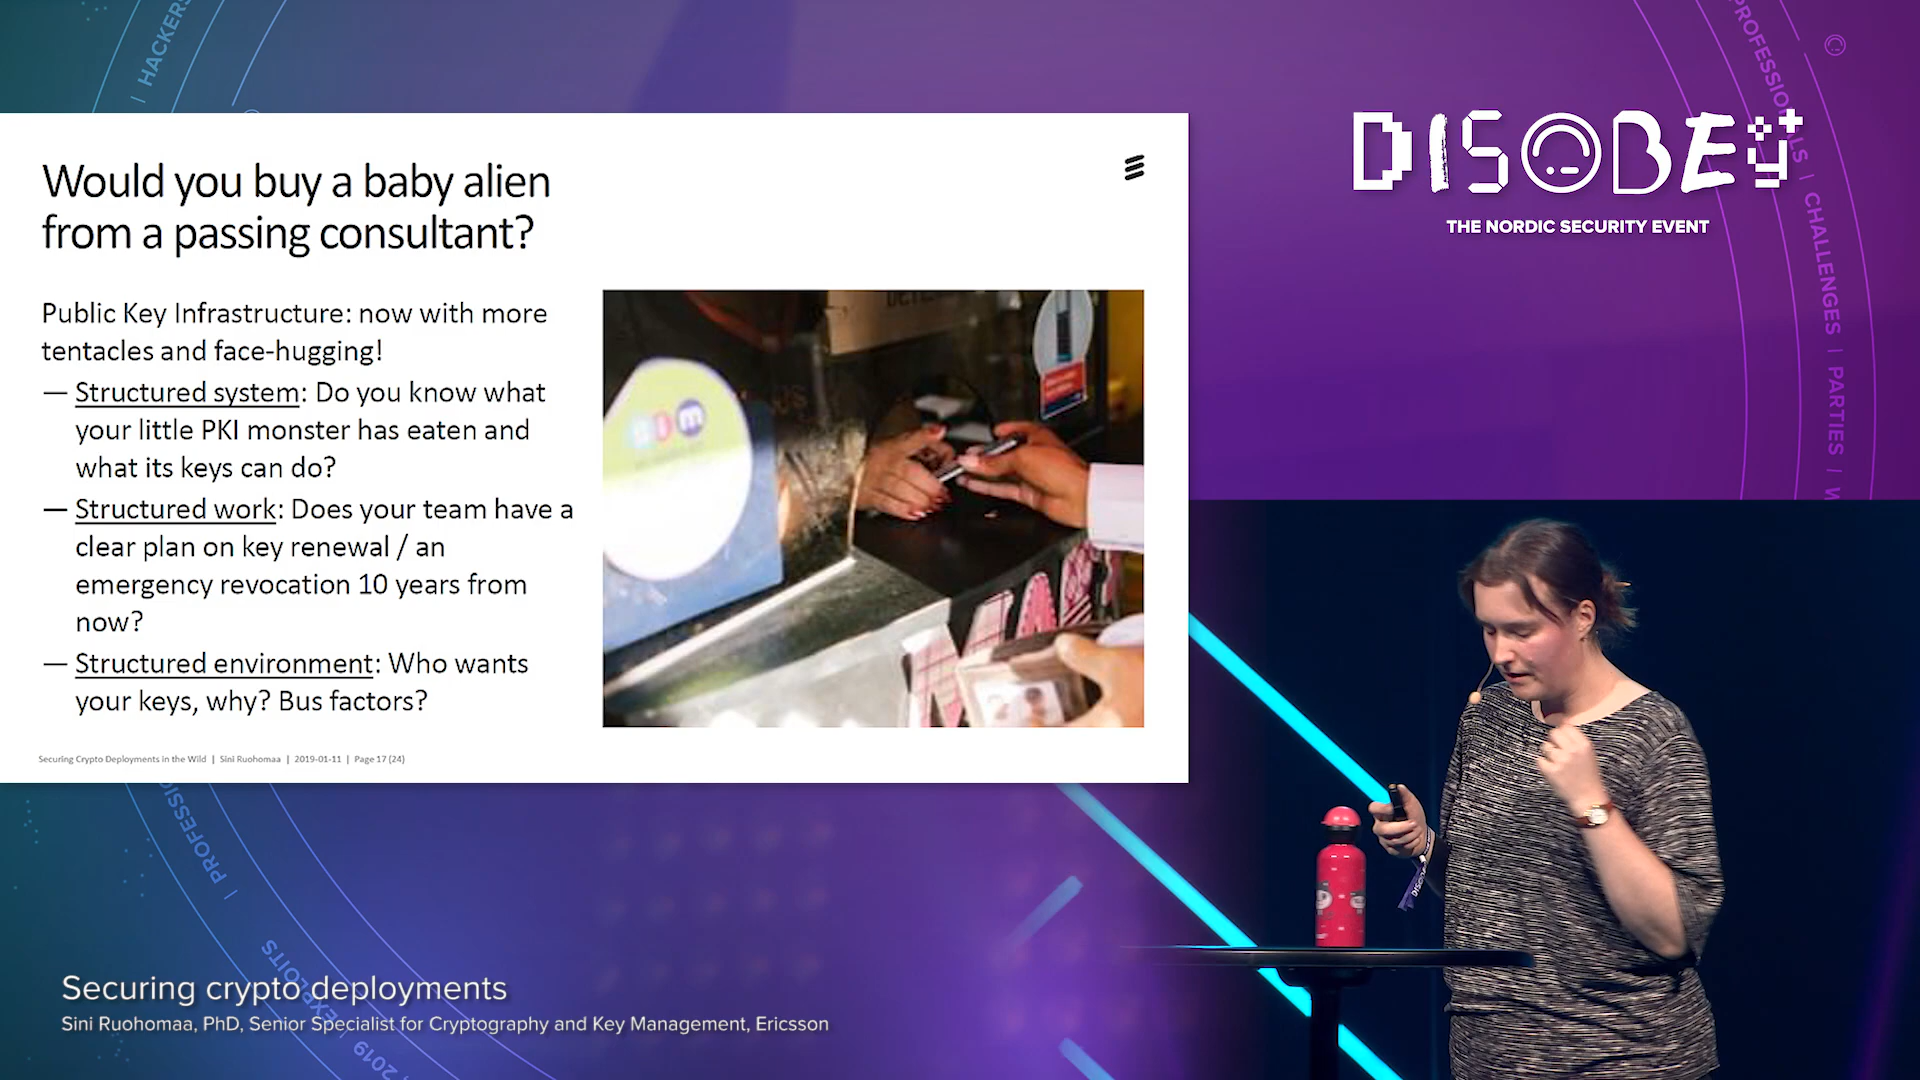 HACKERS
PROFESSIONALS | CHALLENGES | PARTIES |
DISOBEY
THE NORDIC SECURITY EVENT
Would you buy a baby alien
from a passing consultant?
Public Key Infrastructure: now with more
tentacles and face-hugging!
— Structured system: Do you know what
your little PKI monster has eaten and
what its keys can do?
— Structured work: Does your team have a
clear plan on key renewal / an
emergency revocation 10 years from
now?
— Structured environment: Who wants
your keys, why? Bus factors?
Securing Crypto Deployments in the Wild | Sini Ruohomaa | 2019-01-11 | Page 17 (24)
| PROFESSI
EXPLOITS
2019
Securing crypto deployments
Sini Ruohomaa, PhD, Senior Specialist for Cryptography and Key Management, Ericsson